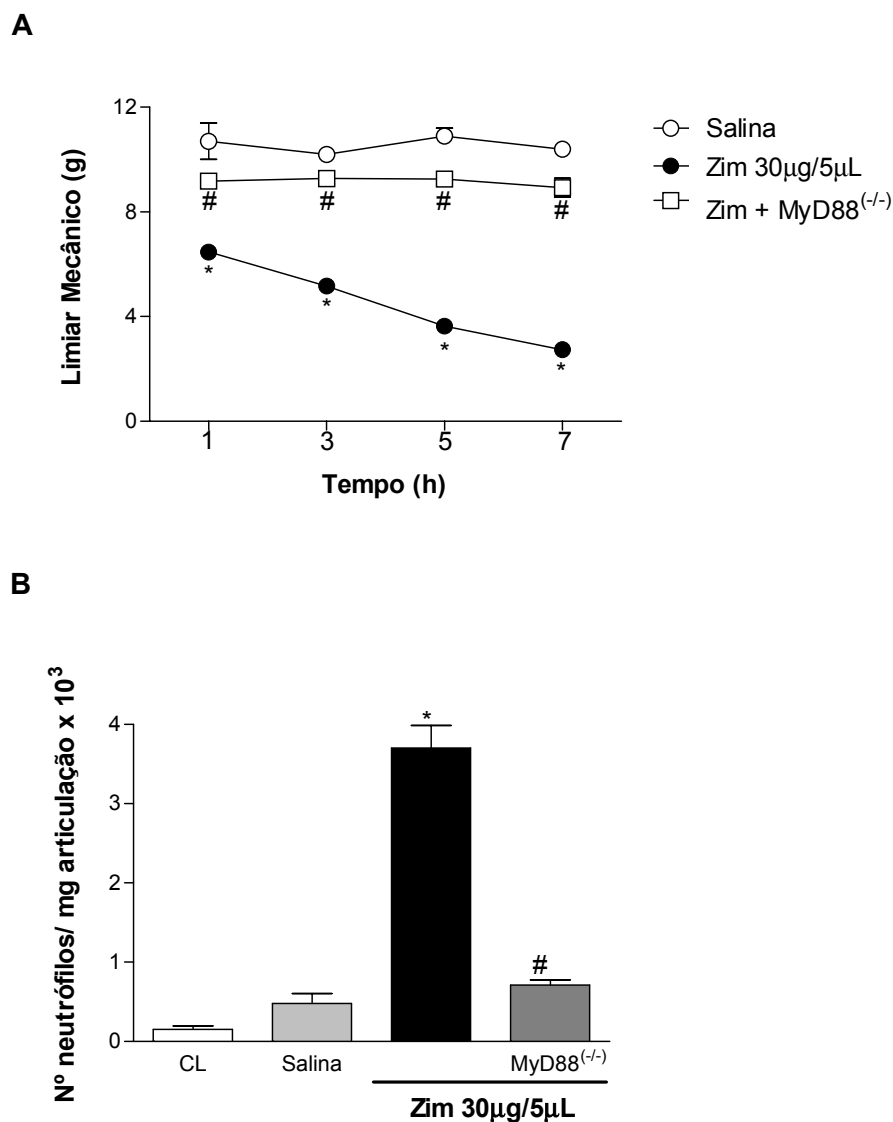 A
Limiar Mecânico (g)
12
8
4
0
* * * *
# # # #
1 3 5 7
Tempo (h)
Salina
Zim 30μg/5μL
Zim + MyD88(-/-)
B
Nº neutrófilos/ mg articulação x 10³
4
3
2
1
0
*
#
CL Salina MyD88(-/-)
Zim 30μg/5μL